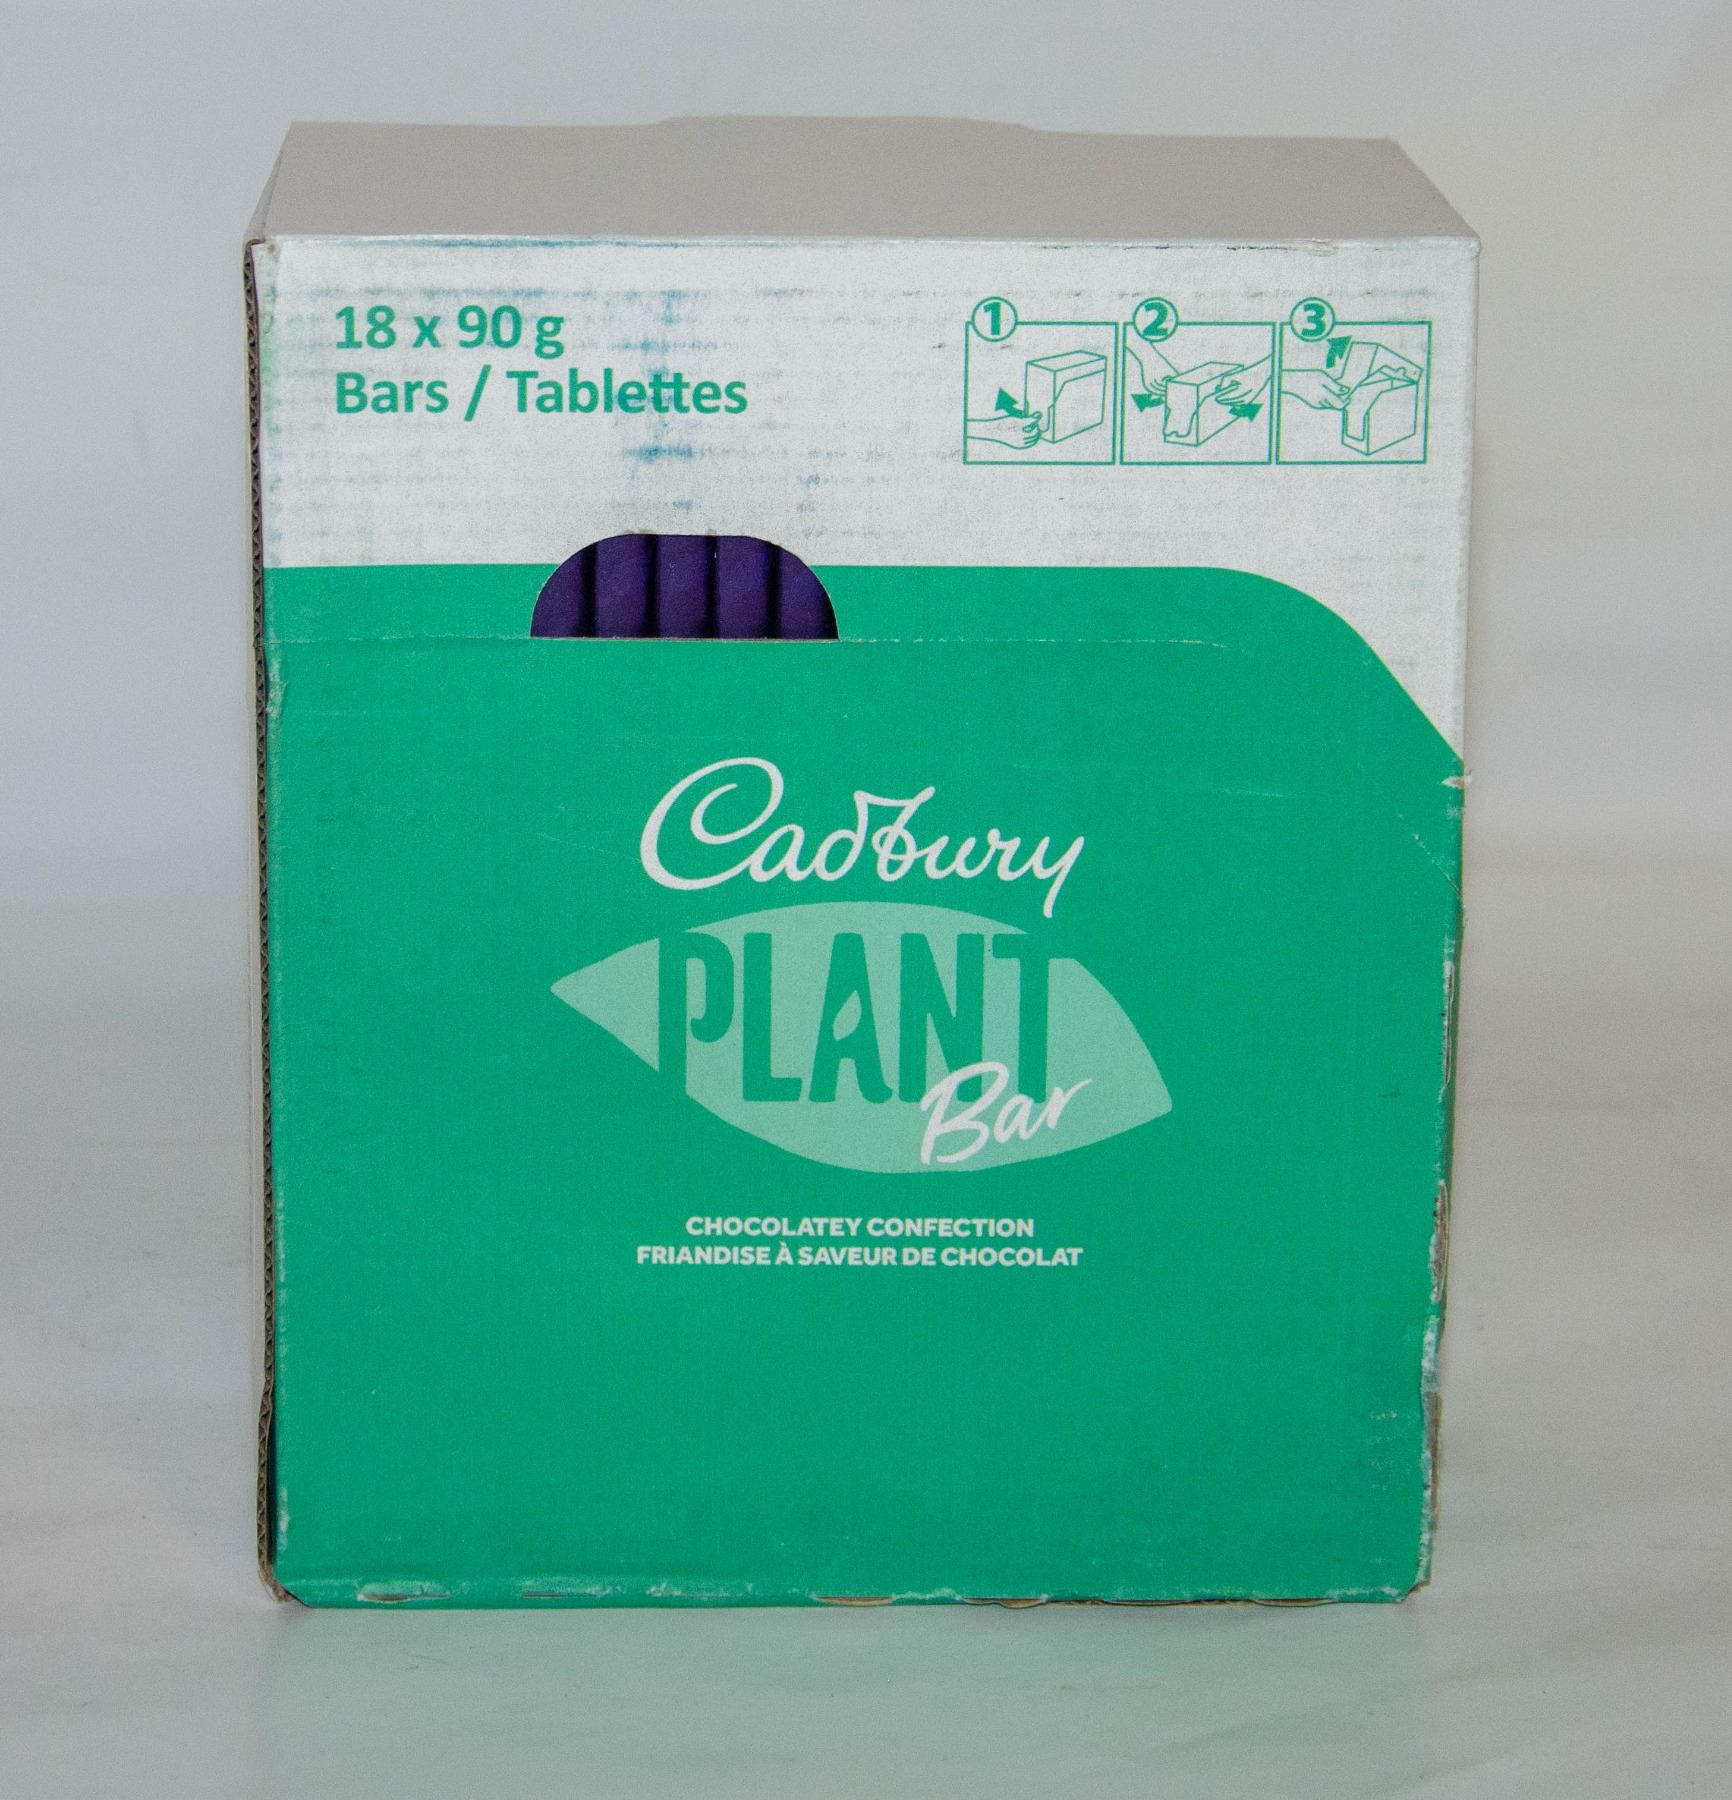 18 x 90 g
Bars / Tablettes
1 2 3
Cadbury
PLANT
Bar
CHOCOLATEY CONFECTION
FRIANDISE À SAVEUR DE CHOCOLAT